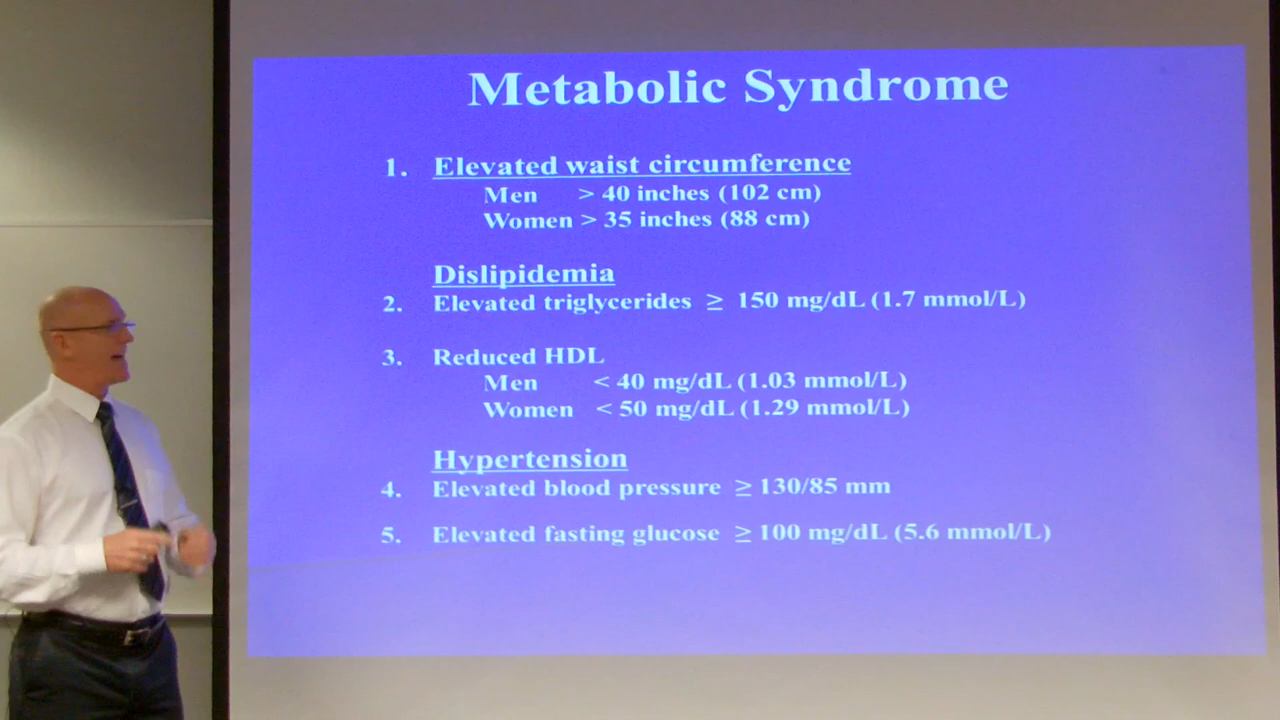 Metabolic Syndrome
1. Elevated waist circumference
Men > 40 inches (102 cm)
Women > 35 inches (88 cm)
Dislipidemia
2. Elevated triglycerides ≥ 150 mg/dL (1.7 mmol/L)
3. Reduced HDL
Men < 40 mg/dL (1.03 mmol/L)
Women < 50 mg/dL (1.29 mmol/L)
Hypertension
4. Elevated blood pressure ≥ 130/85 mm
5. Elevated fasting glucose ≥ 100 mg/dL (5.6 mmol/L)